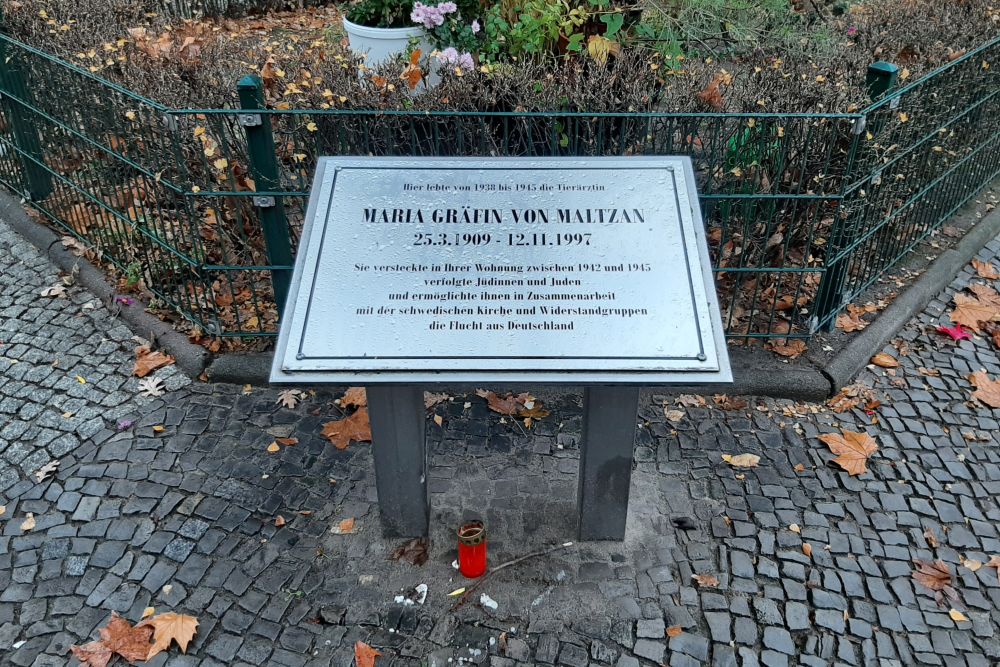 Hier lebte von 1938 bis 1945 die Tierärztin
MARIA GRÄFIN VON MALTZAN
25.3.1909 - 12.11.1997
Sie versteckte in Ihrer Wohnung zwischen 1942 und 1945
verfolgte Jüdinnen und Juden
und ermöglichte ihnen in Zusammenarbeit
mit der schwedischen Kirche und Widerstandgruppen
die Flucht aus Deutschland